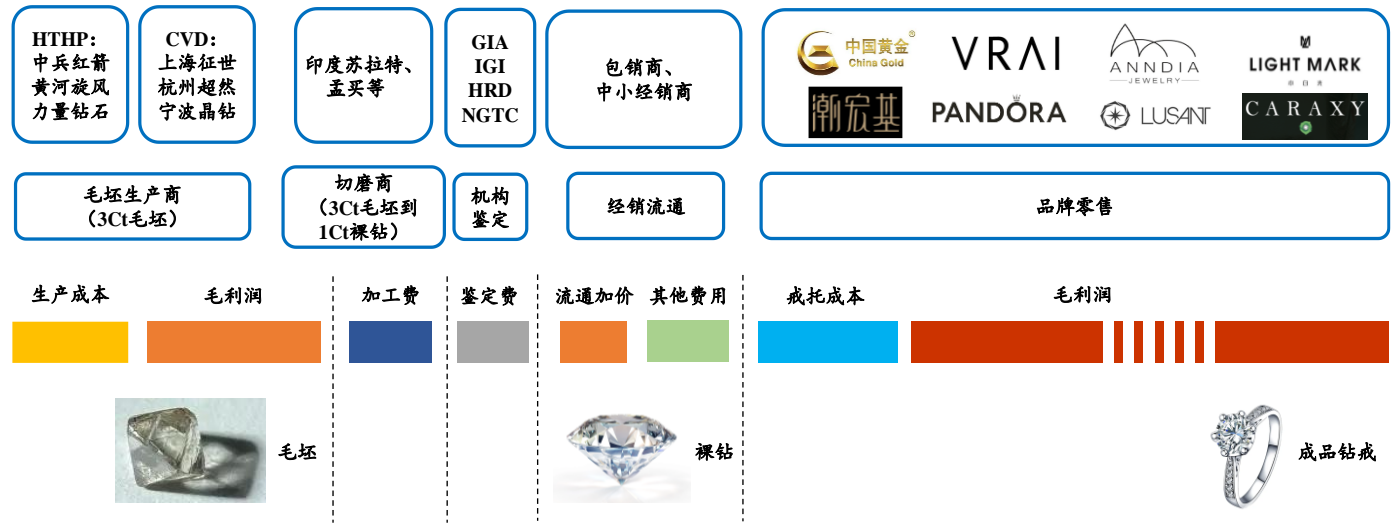 HTHP：
中兵红箭
黄河旋风
力量钻石
CVD：
上海征世
杭州超然
宁波晶钻
印度苏拉特、
孟买等
GIA
IGI
HRD
NGTC
包销商、
中小经销商
中国黄金®
China Gold
VRAI
ANNDIA
JEWELRY
LIGHT MARK
潮宏基
PANDORA
LUSANT
CARAXY
毛坯生产商
（3Ct毛坯）
切磨商
（3Ct毛坯到
1Ct裸钻）
机构
鉴定
经销流通
品牌零售
生产成本
毛利润
加工费
鉴定费
流通加价
其他费用
戒托成本
毛利润
毛坯
裸钻
成品钻戒